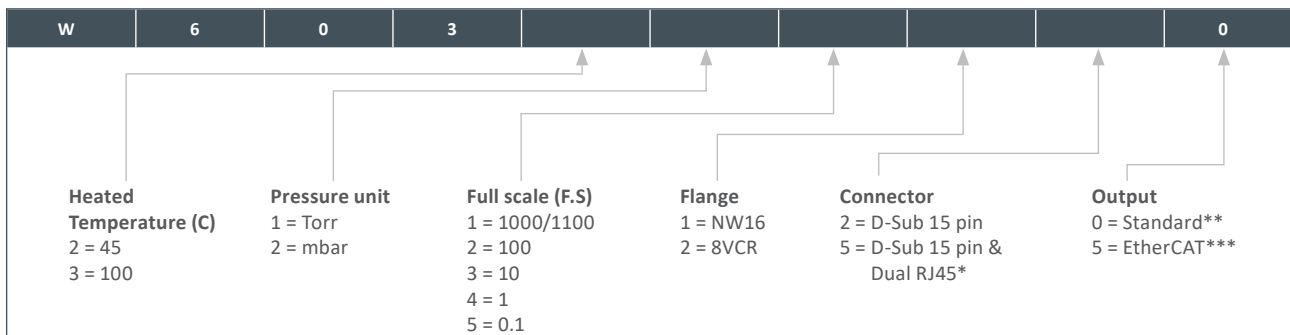 W 6 0 3 0
Heated
Temperature (C)
2 = 45
3 = 100
Pressure unit
1 = Torr
2 = mbar
Full scale (F.S)
1 = 1000/1100
2 = 100
3 = 10
4 = 1
5 = 0.1
Flange
1 = NW16
2 = 8VCR
Connector
2 = D-Sub 15 pin
5 = D-Sub 15 pin &
Dual RJ45*
Output
0 = Standard**
5 = EtherCAT***